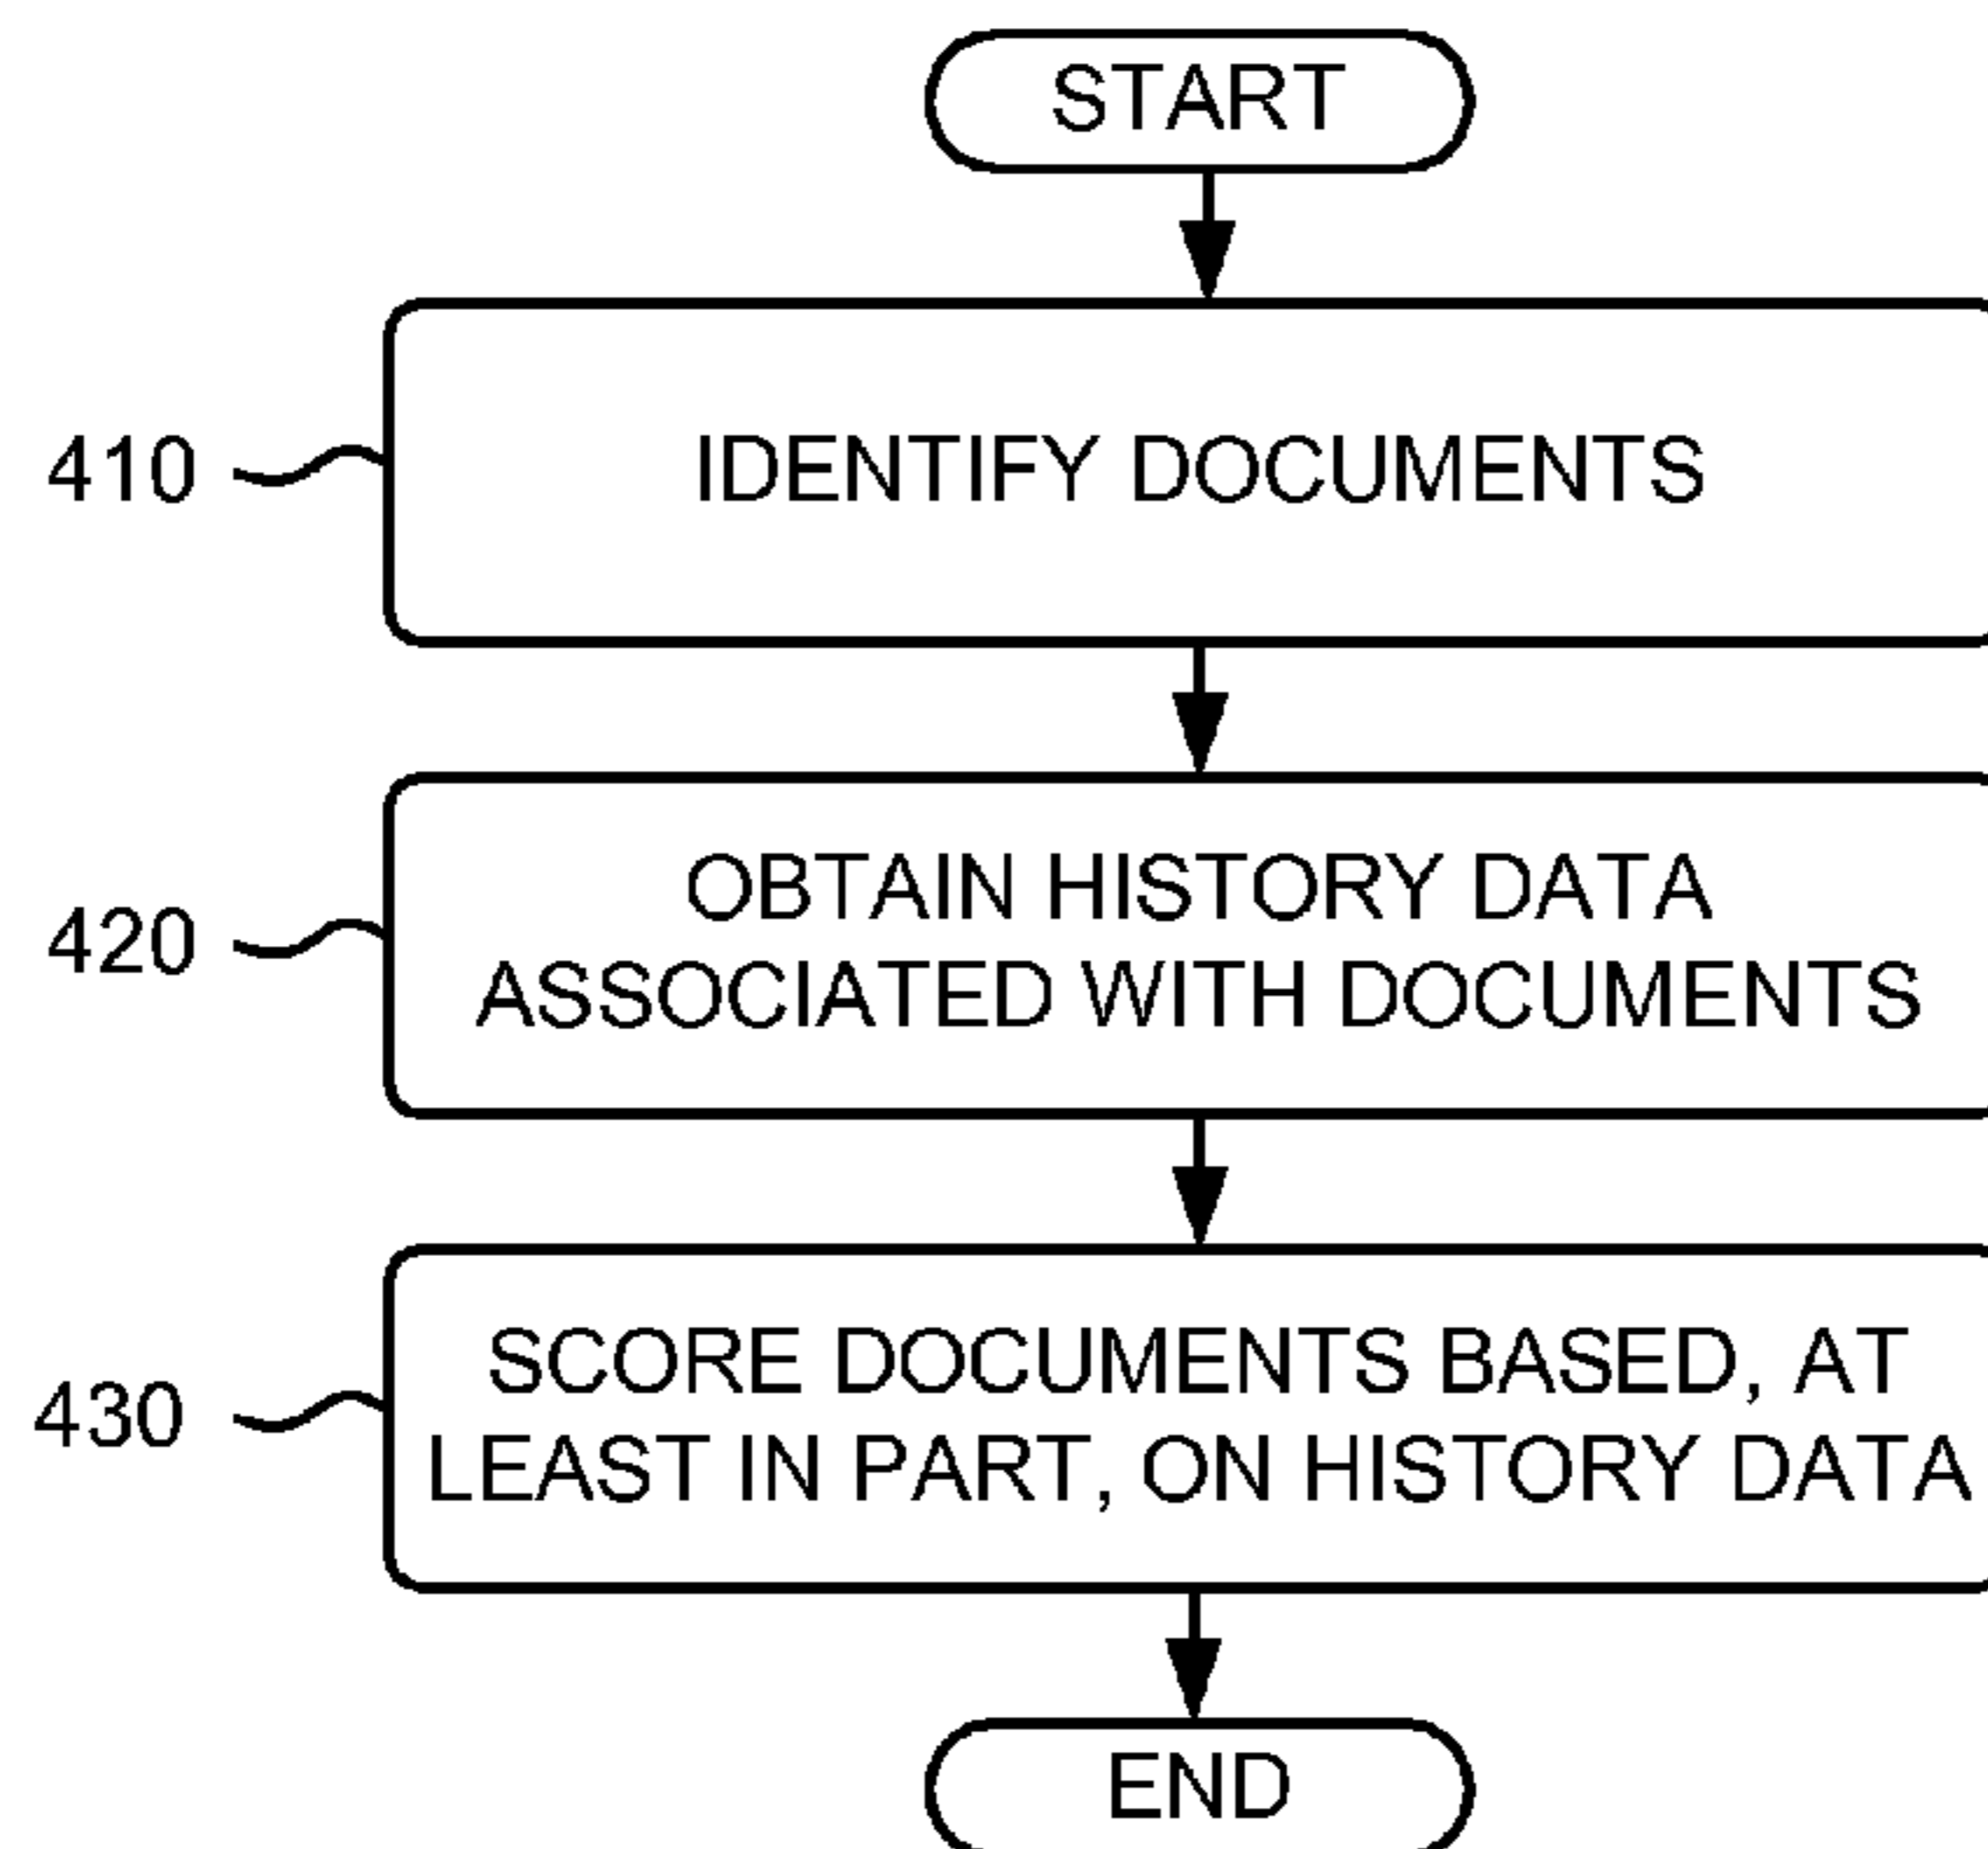 START
410
IDENTIFY DOCUMENTS
420
OBTAIN HISTORY DATA
ASSOCIATED WITH DOCUMENTS
430
SCORE DOCUMENTS BASED, AT
LEAST IN PART, ON HISTORY DATA
END